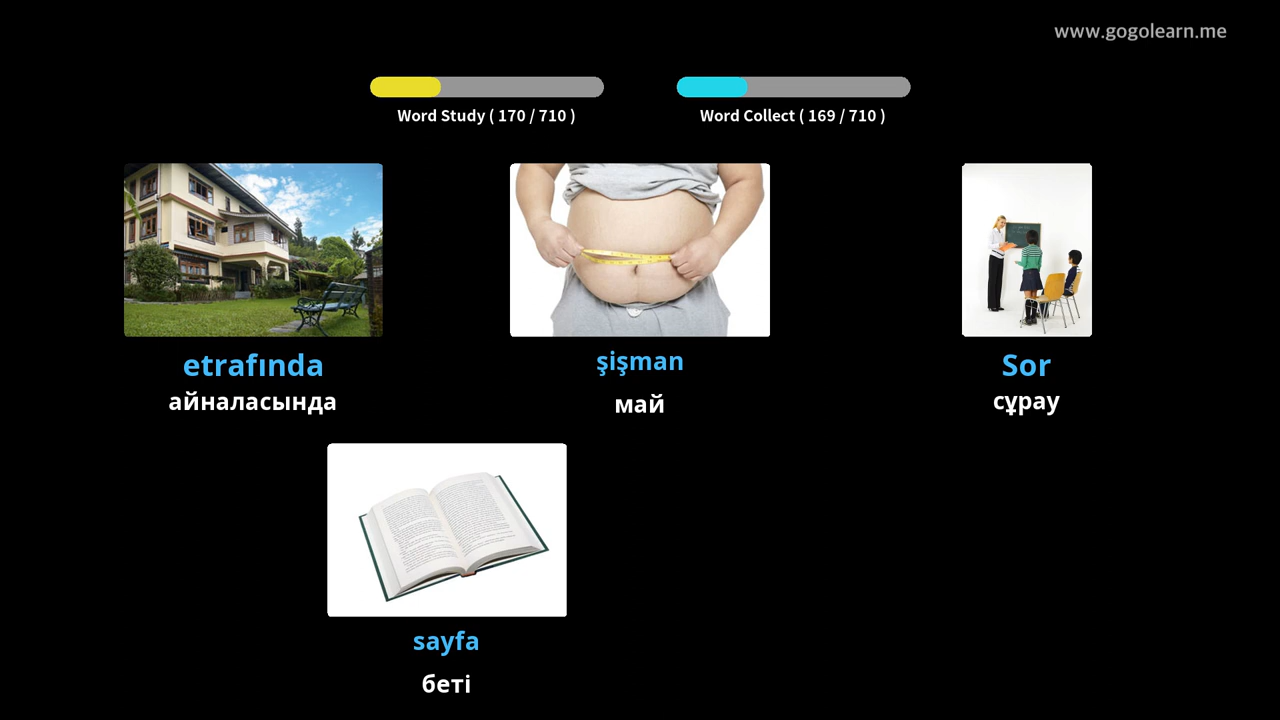 www.gogolearn.me
Word Study ( 170 / 710 )
Word Collect ( 169 / 710 )
etrafında
айналасында
şişman
май
Sor
сұрау
sayfa
беті